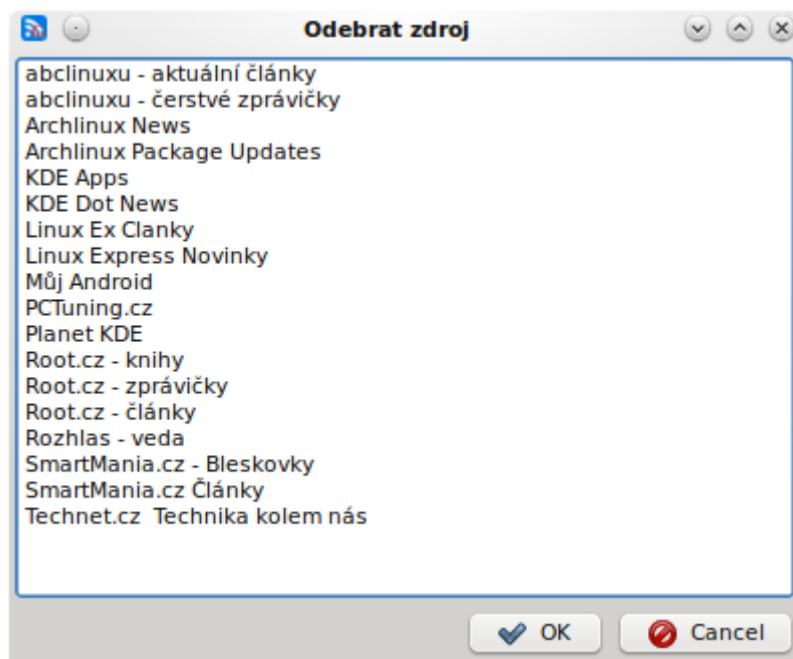 Odebrat zdroj
abclinuxu - aktuální články
abclinuxu - čerstvé zprávičky
Archlinux News
Archlinux Package Updates
KDE Apps
KDE Dot News
Linux Ex Clanky
Linux Express Novinky
Můj Android
PCTuning.cz
Planet KDE
Root.cz - knihy
Root.cz - zprávičky
Root.cz - články
Rozhlas - veda
SmartMania.cz - Bleskovky
SmartMania.cz Články
Technet.cz  Technika kolem nás
OK Cancel